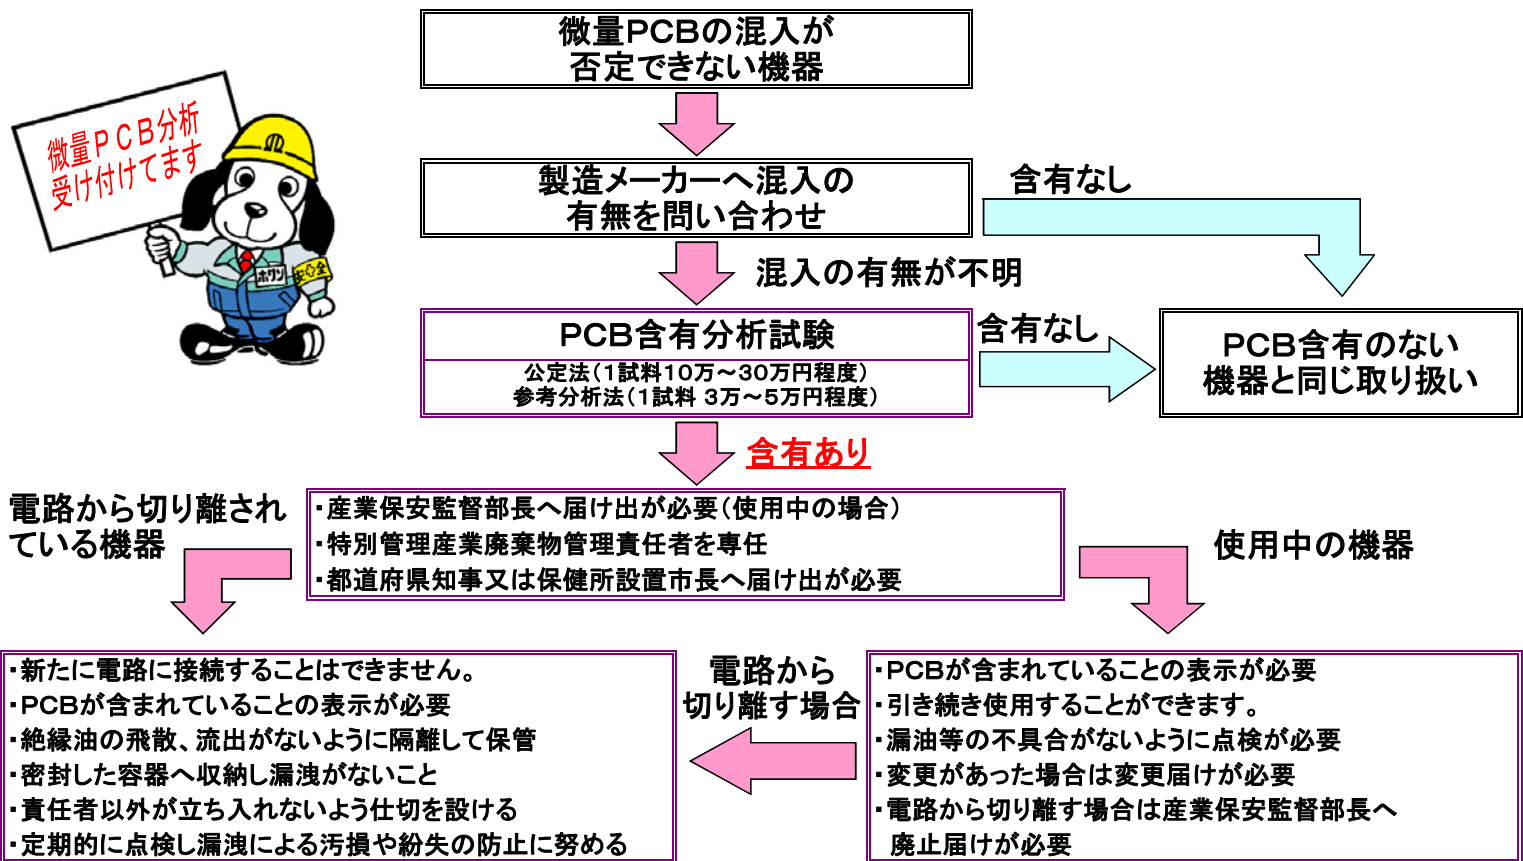 微量PCBの混入が
否定できない機器
微量PCB分析
受け付けてます
ホワン
安全
製造メーカーへ混入の
有無を問い合わせ
含有なし
混入の有無が不明
PCB含有分析試験
公定法(1試料10万~30万円程度)
参考分析法(1試料 3万~5万円程度)
含有なし
PCB含有のない
機器と同じ取り扱い
含有あり
電路から切り離され
ている機器
・産業保安監督部長へ届け出が必要(使用中の場合)
・特別管理産業廃棄物管理責任者を専任
・都道府県知事又は保健所設置市長へ届け出が必要
使用中の機器
・新たに電路に接続することはできません。
・PCBが含まれていることの表示が必要
・絶縁油の飛散、流出がないように隔離して保管
・密封した容器へ収納し漏洩がないこと
・責任者以外が立ち入れないよう仕切を設ける
・定期的に点検し漏洩による汚損や紛失の防止に努める
電路から
切り離す場合
・PCBが含まれていることの表示が必要
・引き続き使用することができます。
・漏油等の不具合がないように点検が必要
・変更があった場合は変更届けが必要
・電路から切り離す場合は産業保安監督部長へ
廃止届けが必要